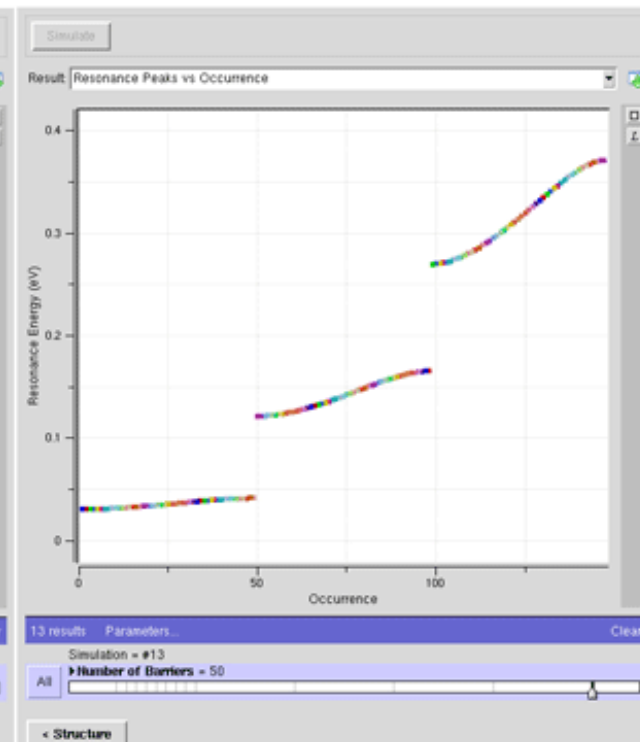 Simulate
Result: Resonance Peaks vs Occurrence
0.4
0.3
0.2
0.1
0
Resonance Energy (eV)
0 50 100
Occurrence
13 results Parameters... Clear
Simulation = #13
Number of Barriers = 50
All
< Structure